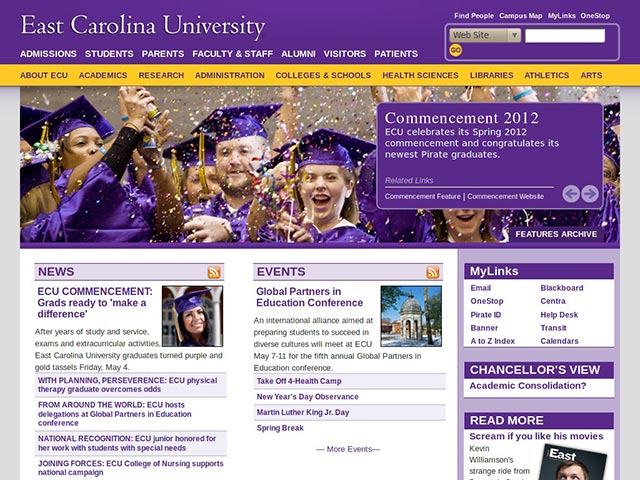 East Carolina University
Find People Campus Map MyLinks OneStop
Web Site
GO
ADMISSIONS STUDENTS PARENTS FACULTY & STAFF ALUMNI VISITORS PATIENTS
ABOUT ECU ACADEMICS RESEARCH ADMINISTRATION COLLEGES & SCHOOLS HEALTH SCIENCES LIBRARIES ATHLETICS ARTS
Commencement 2012
ECU celebrates its Spring 2012
commencement and congratulates its
newest Pirate graduates.
Related Links
Commencement Feature | Commencement Website
FEATURES ARCHIVE
NEWS
ECU COMMENCEMENT:
Grads ready to 'make a
difference'
After years of study and service,
exams and extracurricular activities,
East Carolina University graduates turned purple and
gold tassels Friday, May 4.
WITH PLANNING, PERSEVERENCE: ECU physical
therapy graduate overcomes odds
FROM AROUND THE WORLD: ECU hosts
delegations at Global Partners in Education
conference
NATIONAL RECOGNITION: ECU junior honored for
her work with students with special needs
JOINING FORCES: ECU College of Nursing supports
national campaign
EVENTS
Global Partners in
Education Conference
An international alliance aimed at
preparing students to succeed in
diverse cultures will meet at ECU
May 7-11 for the fifth annual Global Partners in
Education conference.
Take Off 4-Health Camp
New Year's Day Observance
Martin Luther King Jr. Day
Spring Break
— More Events—
MyLinks
Email Blackboard
OneStop Centra
Pirate ID Help Desk
Banner Transit
A to Z Index Calendars
CHANCELLOR'S VIEW
Academic Consolidation?
READ MORE
Scream if you like his movies
Kevin
Williamson's
strange ride from
East